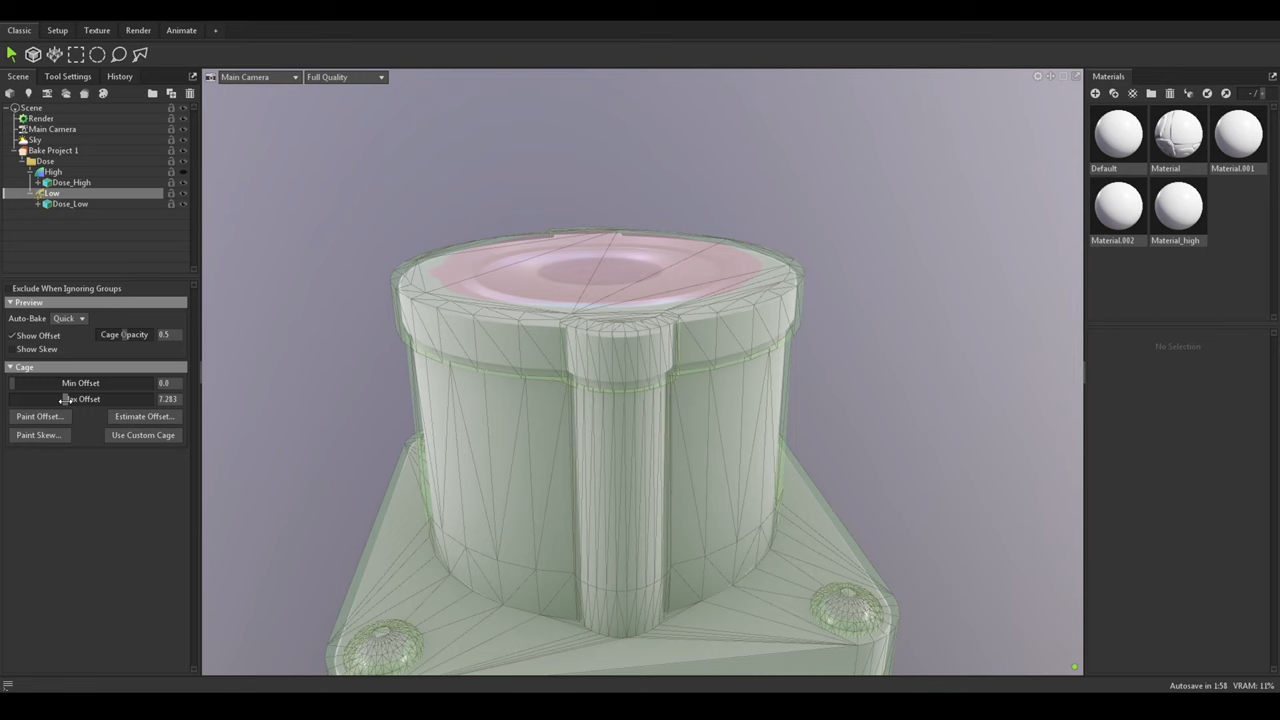 Classic Setup Texture Render Animate +
Scene Tool Settings History
Main Camera Full Quality
Materials
Scene
Render
Main Camera
Sky
Bake Project 1
Dose
High
Dose_High
Low
Dose_Low
Default Material Material.001
Material.002 Material_high
Exclude When Ignoring Groups
Preview
Auto-Bake Quick
Show Offset Cage Opacity 0.5
Show Skew
No Selection
Cage
Min Offset 0.0
Offset 7.283
Paint Offset... Estimate Offset...
Paint Skew... Use Custom Cage
Autosave in 1:58 VRAM: 11%